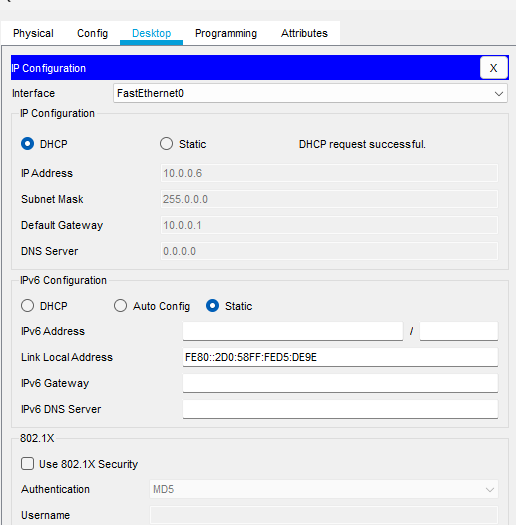 Physical Config Desktop Programming Attributes
IP Configuration X
Interface FastEthernet0
IP Configuration
DHCP Static DHCP request successful.
IP Address 10.0.0.6
Subnet Mask 255.0.0.0
Default Gateway 10.0.0.1
DNS Server 0.0.0.0
IPv6 Configuration
DHCP Auto Config Static
IPv6 Address /
Link Local Address FE80::2D0:58FF:FED5:DE9E
IPv6 Gateway
IPv6 DNS Server
802.1X
Use 802.1X Security
Authentication MD5
Username